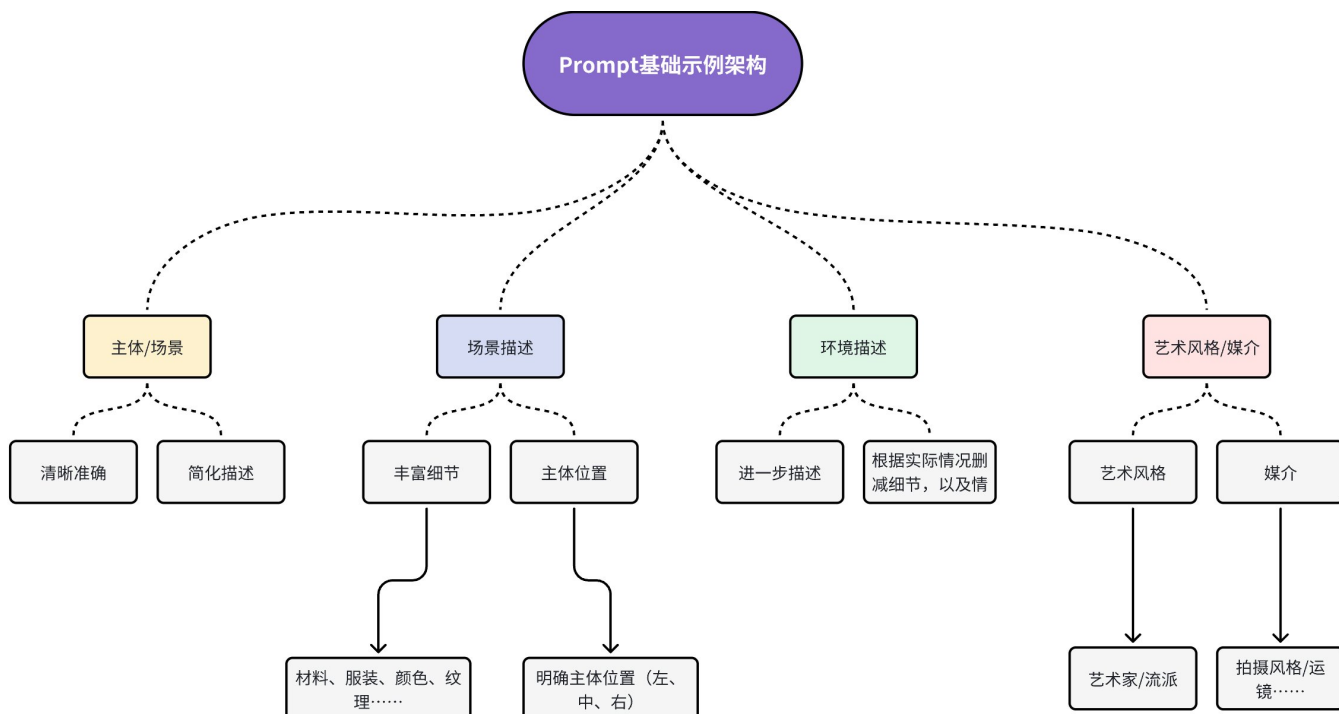 Prompt基础示例架构
主体/场景
场景描述
环境描述
艺术风格/媒介
清晰准确
简化描述
丰富细节
主体位置
进一步描述
根据实际情况删
减细节，以及情
艺术风格
媒介
材料、服装、颜色、纹
理……
明确主体位置（左、
中、右）
艺术家/流派
拍摄风格/运
镜……